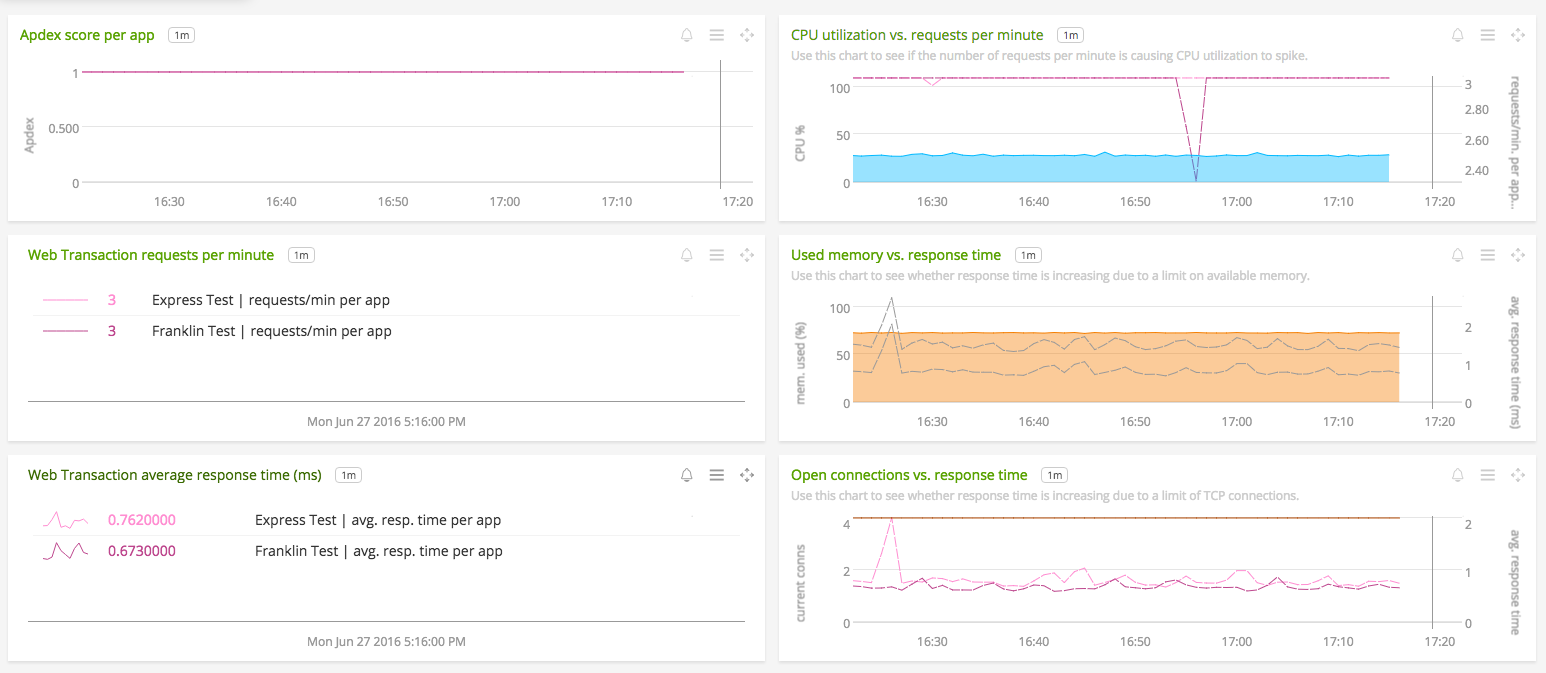 Apdex score per app 1m
1
0.500
0
Apdex
16:30 16:40 16:50 17:00 17:10 17:20
CPU utilization vs. requests per minute 1m
Use this chart to see if the number of requests per minute is causing CPU utilization to spike.
100
50
0
CPU %
3
2.80
2.60
2.40
requests/min. per app...
16:30 16:40 16:50 17:00 17:10 17:20
Web Transaction requests per minute 1m
3 Express Test | requests/min per app
3 Franklin Test | requests/min per app
Mon Jun 27 2016 5:16:00 PM
Used memory vs. response time 1m
Use this chart to see whether response time is increasing due to a limit on available memory.
100
50
0
mem. used (%)
2
1
0
avg. response time (ms)
16:30 16:40 16:50 17:00 17:10 17:20
Web Transaction average response time (ms) 1m
0.7620000 Express Test | avg. resp. time per app
0.6730000 Franklin Test | avg. resp. time per app
Mon Jun 27 2016 5:16:00 PM
Open connections vs. response time 1m
Use this chart to see whether response time is increasing due to a limit of TCP connections.
4
2
0
current conns
2
1
0
avg. response time
16:30 16:40 16:50 17:00 17:10 17:20